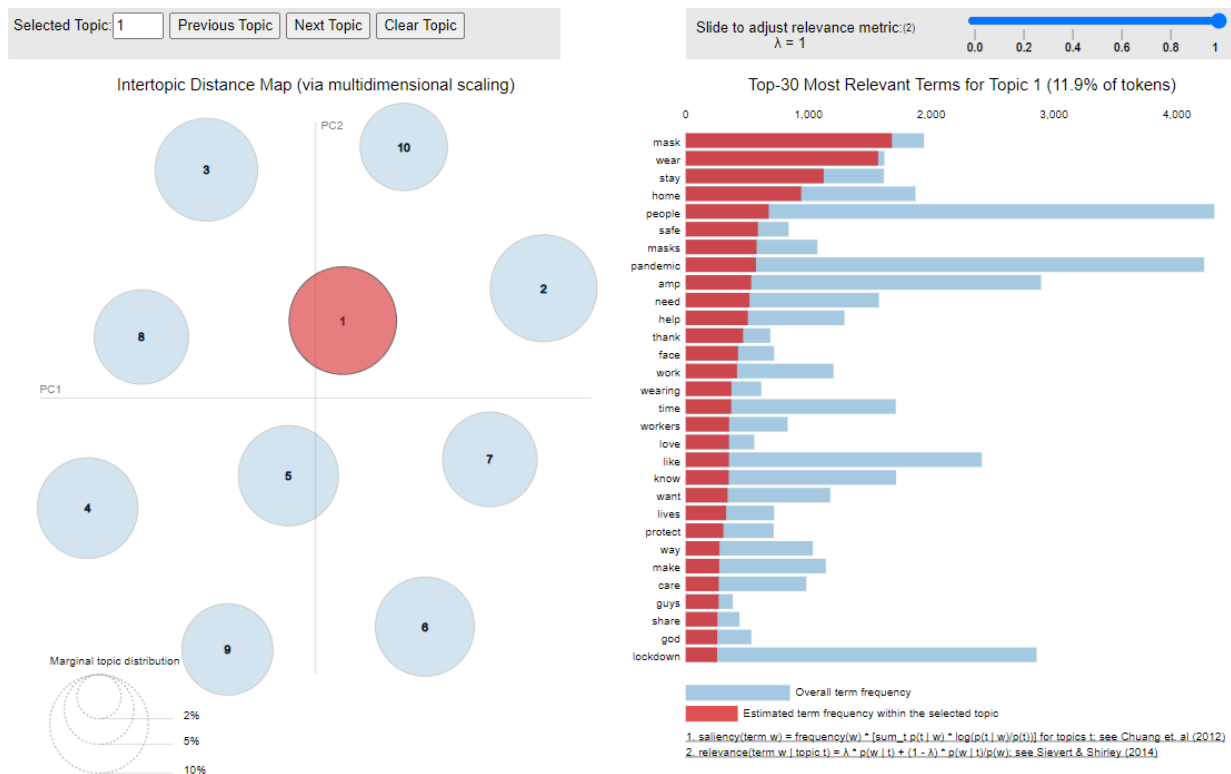 Selected Topic: 1 Previous Topic Next Topic Clear Topic
Slide to adjust relevance metric:(2)
λ = 1
0.0 0.2 0.4 0.6 0.8 1
Intertopic Distance Map (via multidimensional scaling)
PC2
PC1
3
10
2
1
8
5
7
4
6
9
Marginal topic distribution
2%
5%
10%
Top-30 Most Relevant Terms for Topic 1 (11.9% of tokens)
0 1,000 2,000 3,000 4,000
mask
wear
stay
home
people
safe
masks
pandemic
amp
need
help
thank
face
work
wearing
time
workers
love
like
know
want
lives
protect
way
make
care
guys
share
god
lockdown
Overall term frequency
Estimated term frequency within the selected topic
1. saliency(term w) = frequency(w) * [sum_t p(t | w) * log(p(t | w)/p(t))] for topics t; see Chuang et. al (2012)
2. relevance(term w | topic t) = λ * p(w | t) + (1 - λ) * p(w | t)/p(w); see Sievert & Shirley (2014)